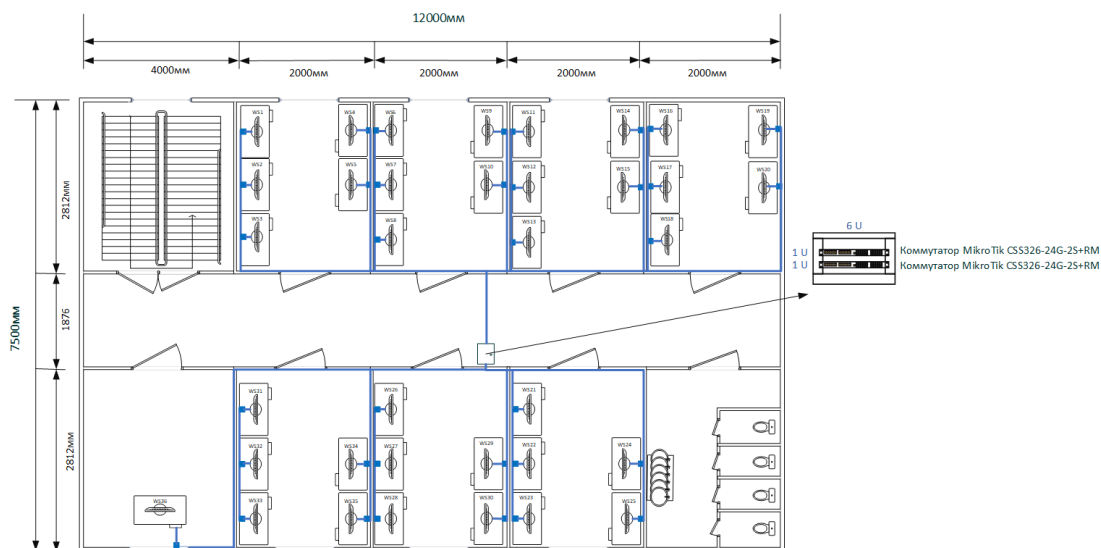 12000мм
4000мм
2000мм
2000мм
2000мм
2000мм
7500мм
2812мм
1876
2812мм
WS1
WS4
WS6
WS9
WS11
WS14
WS16
WS19
WS2
WS5
WS7
WS10
WS12
WS15
WS17
WS20
WS3
WS8
WS13
WS18
6 U
1 U
Коммутатор MikroTik CSS326-24G-2S+RM
1 U
Коммутатор MikroTik CSS326-24G-2S+RM
WS31
WS26
WS21
WS32
WS34
WS27
WS29
WS22
WS24
WS33
WS35
WS28
WS30
WS23
WS25
WS36